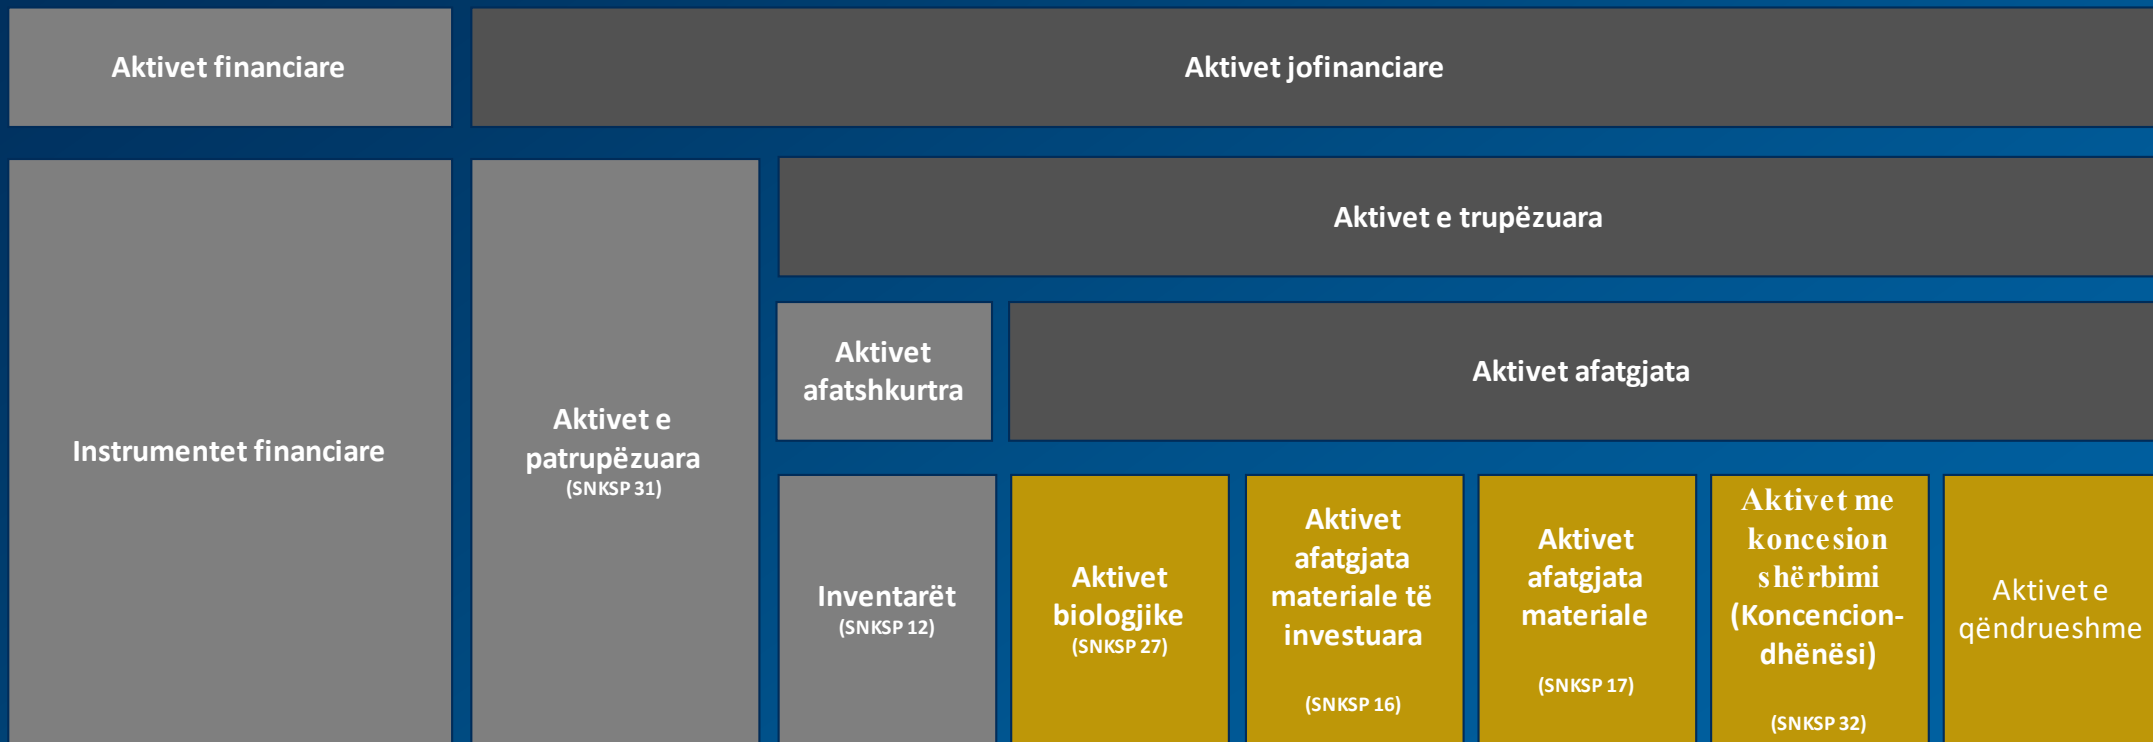 Aktivet financiare
Aktivet jofinanciare
Instrumentet financiare
Aktivet e
patrupëzuara
(SNKSP 31)
Aktivet e trupëzuara
Aktivet
afatshkurtra
Aktivet afatgjata
Inventarët
(SNKSP 12)
Aktivet
biologjike
(SNKSP 27)
Aktivet
afatgjata
materiale të
investuara
(SNKSP 16)
Aktivet
afatgjata
materiale
(SNKSP 17)
Aktivet me
koncesion
shërbimi
(Koncencion-
dhënësi)
(SNKSP 32)
Aktivet e
qëndrueshme